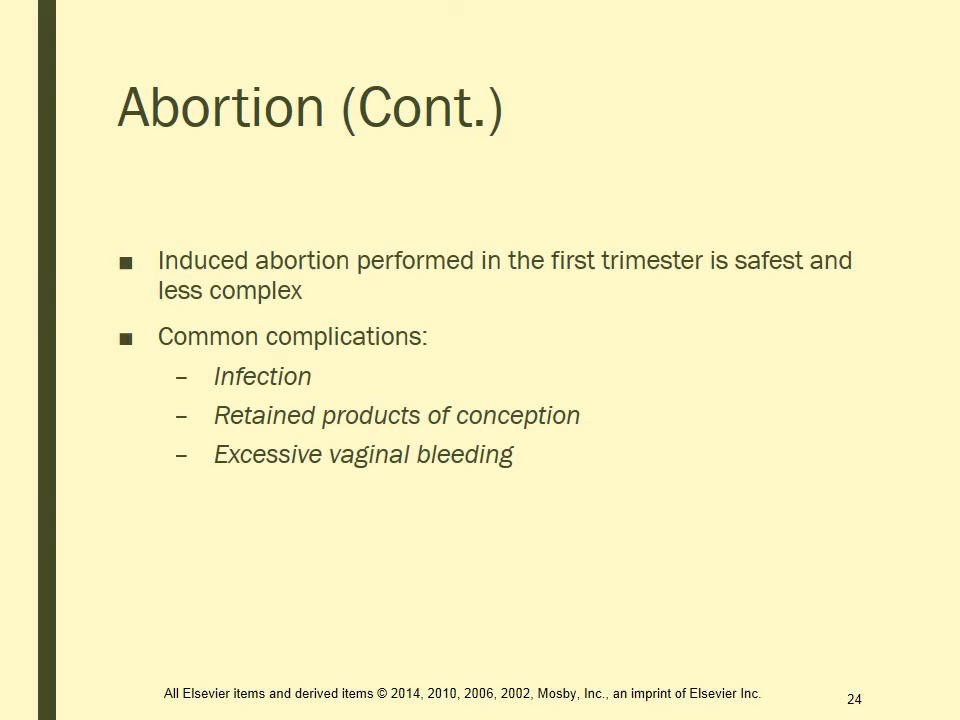 Abortion (Cont.)
■ Induced abortion performed in the first trimester is safest and
less complex
■ Common complications:
– Infection
– Retained products of conception
– Excessive vaginal bleeding
All Elsevier items and derived items © 2014, 2010, 2006, 2002, Mosby, Inc., an imprint of Elsevier Inc.
24